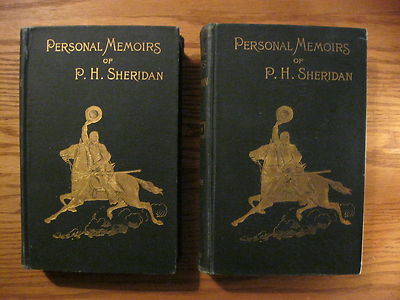 PERSONAL MEMOIRS
OF
P. H. SHERIDAN
PERSONAL MEMOIRS
OF
P. H. SHERIDAN